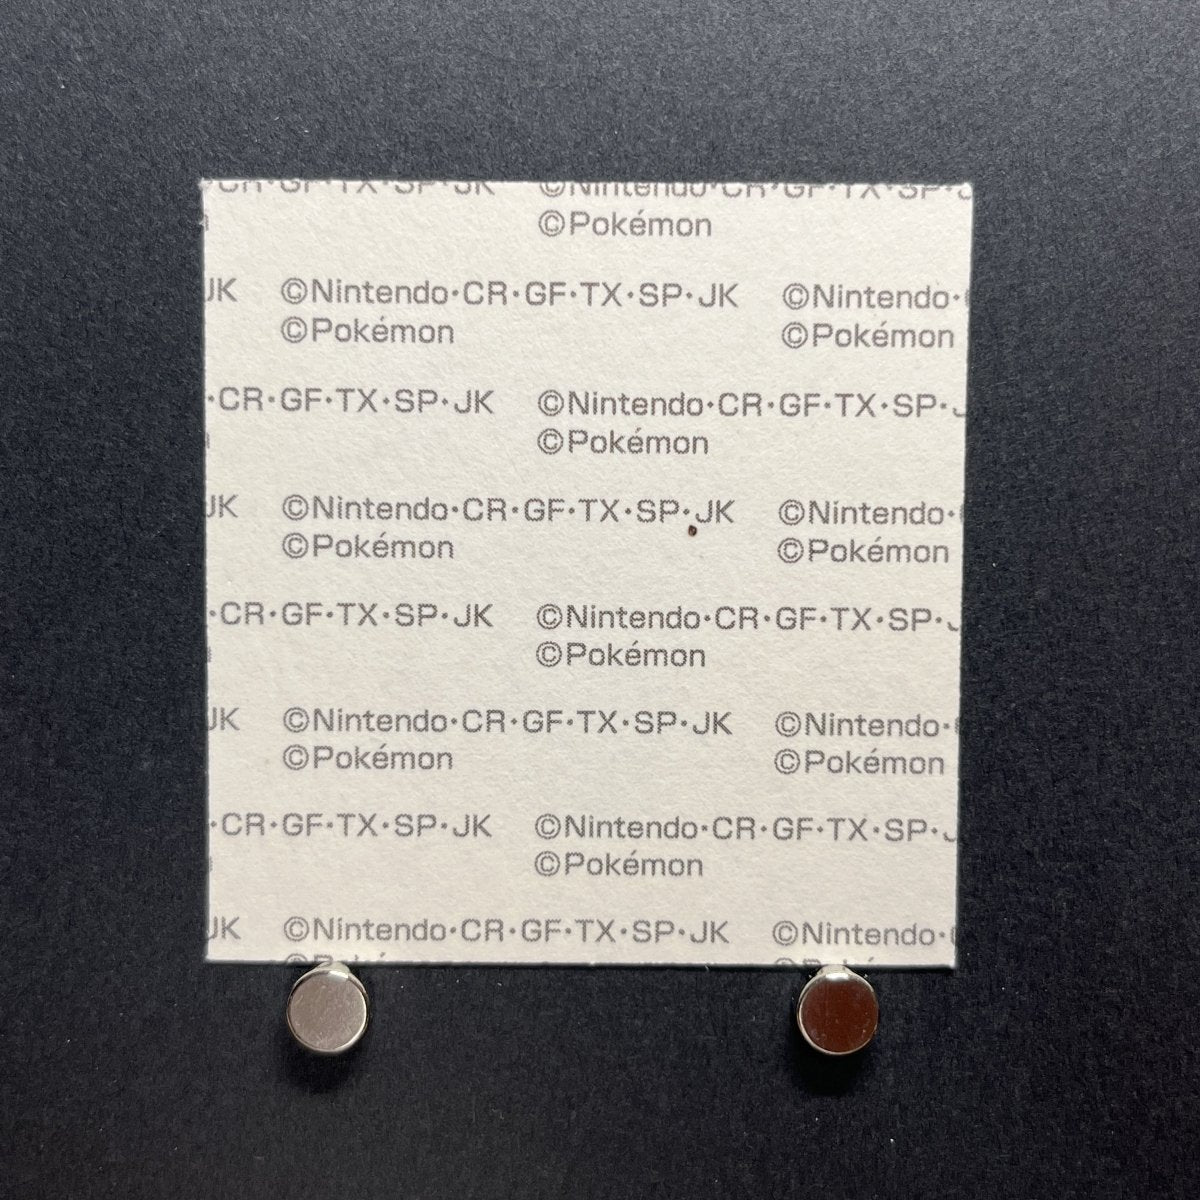 CR·GF·TX·SP·JK ©Nintendo·CR·GF·TX·SP
©Pokémon
JK ©Nintendo·CR·GF·TX·SP·JK ©Nintendo·
©Pokémon ©Pokémon
·CR·GF·TX·SP·JK ©Nintendo·CR·GF·TX·SP·J
©Pokémon
JK ©Nintendo·CR·GF·TX·SP·JK ©Nintendo·
©Pokémon ©Pokémon
·CR·GF·TX·SP·JK ©Nintendo·CR·GF·TX·SP·
©Pokémon
JK ©Nintendo·CR·GF·TX·SP·JK ©Nintendo·
©Pokémon ©Pokémon
·CR·GF·TX·SP·JK ©Nintendo·CR·GF·TX·SP·
©Pokémon
JK ©Nintendo·CR·GF·TX·SP·JK ©Nintendo·